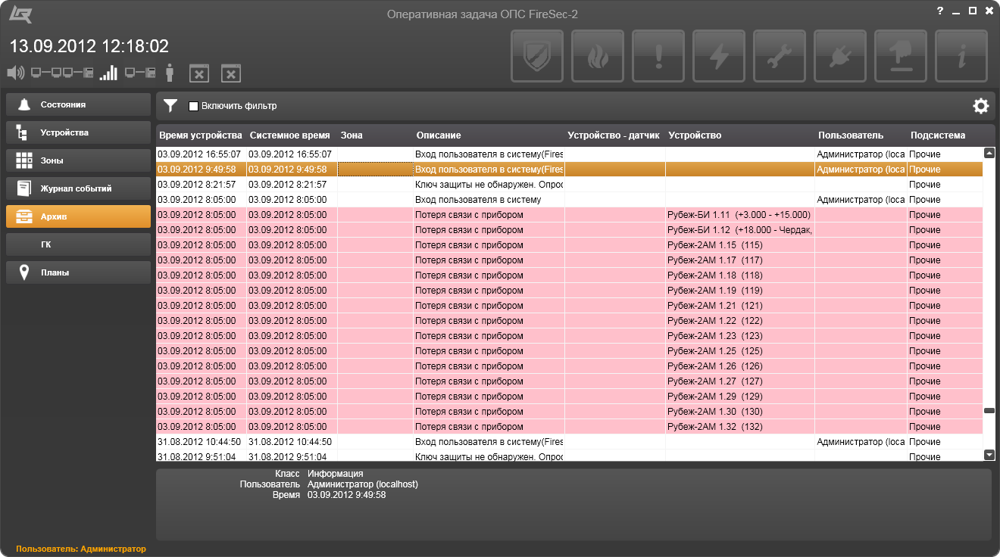 Оперативная задача ОПС FireSec-2
?
13.09.2012 12:18:02
Состояния
Устройства
Зоны
Журнал событий
Архив
ГК
Планы
Включить фильтр
Время устройства Системное время Зона Описание Устройство - датчик Устройство Пользователь Подсистема
03.09.2012 16:55:07 03.09.2012 16:55:07 Вход пользователя в систему(Fires Администратор (loca Прочие
03.09.2012 9:49:58 03.09.2012 9:49:58 Вход пользователя в систему(Fires Администратор (loca Прочие
03.09.2012 8:21:57 03.09.2012 8:21:57 Ключ защиты не обнаружен. Опрос Прочие
03.09.2012 8:05:00 03.09.2012 8:05:00 Вход пользователя в систему Администратор (loca Прочие
03.09.2012 8:05:00 03.09.2012 8:05:00 Потеря связи с прибором Рубеж-БИ 1.11 (+3.000 - +15.000) Прочие
03.09.2012 8:05:00 03.09.2012 8:05:00 Потеря связи с прибором Рубеж-БИ 1.12 (+18.000 - Чердак, Прочие
03.09.2012 8:05:00 03.09.2012 8:05:00 Потеря связи с прибором Рубеж-2АМ 1.15 (115) Прочие
03.09.2012 8:05:00 03.09.2012 8:05:00 Потеря связи с прибором Рубеж-2АМ 1.17 (117) Прочие
03.09.2012 8:05:00 03.09.2012 8:05:00 Потеря связи с прибором Рубеж-2АМ 1.18 (118) Прочие
03.09.2012 8:05:00 03.09.2012 8:05:00 Потеря связи с прибором Рубеж-2АМ 1.19 (119) Прочие
03.09.2012 8:05:00 03.09.2012 8:05:00 Потеря связи с прибором Рубеж-2АМ 1.21 (121) Прочие
03.09.2012 8:05:00 03.09.2012 8:05:00 Потеря связи с прибором Рубеж-2АМ 1.22 (122) Прочие
03.09.2012 8:05:00 03.09.2012 8:05:00 Потеря связи с прибором Рубеж-2АМ 1.23 (123) Прочие
03.09.2012 8:05:00 03.09.2012 8:05:00 Потеря связи с прибором Рубеж-2АМ 1.25 (125) Прочие
03.09.2012 8:05:00 03.09.2012 8:05:00 Потеря связи с прибором Рубеж-2АМ 1.26 (126) Прочие
03.09.2012 8:05:00 03.09.2012 8:05:00 Потеря связи с прибором Рубеж-2АМ 1.27 (127) Прочие
03.09.2012 8:05:00 03.09.2012 8:05:00 Потеря связи с прибором Рубеж-2АМ 1.29 (129) Прочие
03.09.2012 8:05:00 03.09.2012 8:05:00 Потеря связи с прибором Рубеж-2АМ 1.30 (130) Прочие
03.09.2012 8:05:00 03.09.2012 8:05:00 Потеря связи с прибором Рубеж-2АМ 1.32 (132) Прочие
31.08.2012 10:44:50 31.08.2012 10:44:50 Вход пользователя в систему(Fires Администратор (loca Прочие
31.08.2012 9:51:04 31.08.2012 9:51:04 Ключ защиты не обнаружен. Опрос Прочие
Класс Информация
Пользователь Администратор (localhost)
Время 03.09.2012 9:49:58
Пользователь: Администратор